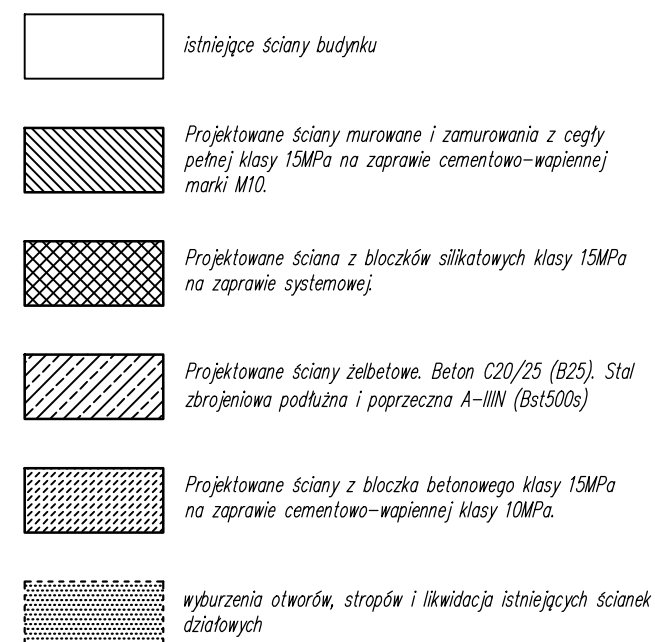 istniejące ściany budynku
Projektowane ściany murowane i zamurowania z cegły
pełnej klasy 15MPa na zaprawie cementowo-wapiennej
marki M10.
Projektowane ściana z bloczków silikatowych klasy 15MPa
na zaprawie systemowej.
Projektowane ściany żelbetowe. Beton C20/25 (B25). Stal
zbrojeniowa podłużna i poprzeczna A-IIIN (Bst500s)
Projektowane ściany z bloczka betonowego klasy 15MPa
na zaprawie cementowo-wapiennej klasy 10MPa.
wyburzenia otworów, stropów i likwidacja istniejących ścianek
działowych